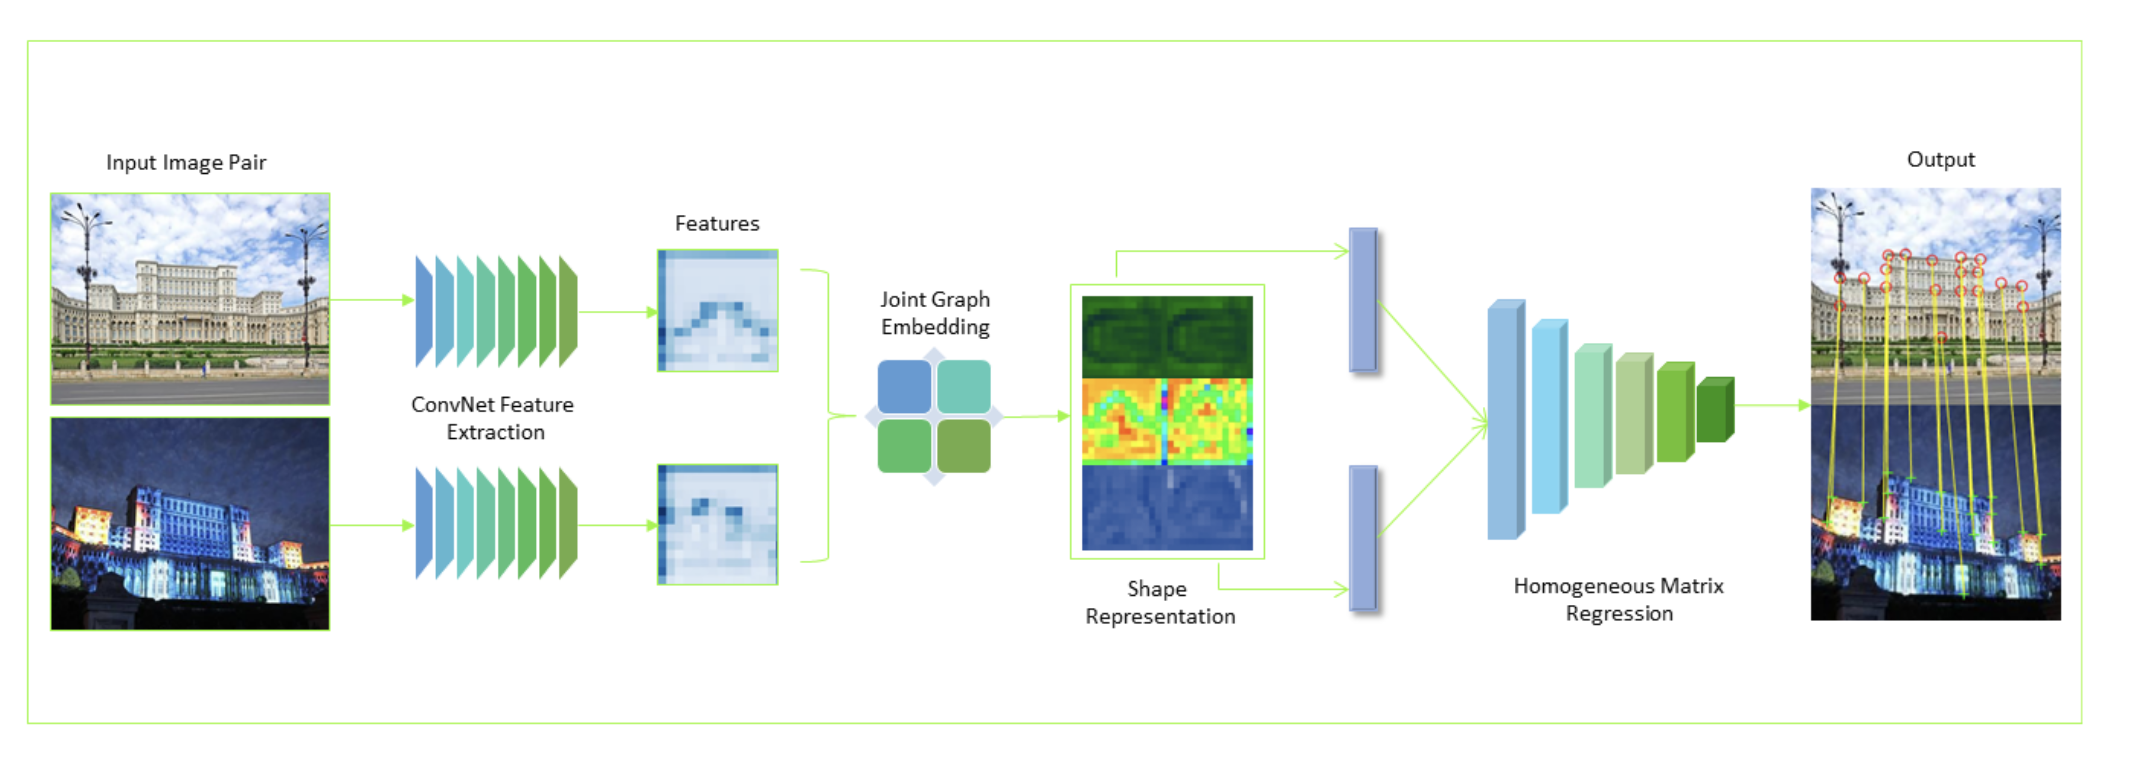 Input Image Pair
ConvNet Feature
Extraction
Features
Joint Graph
Embedding
Shape
Representation
Homogeneous Matrix
Regression
Output